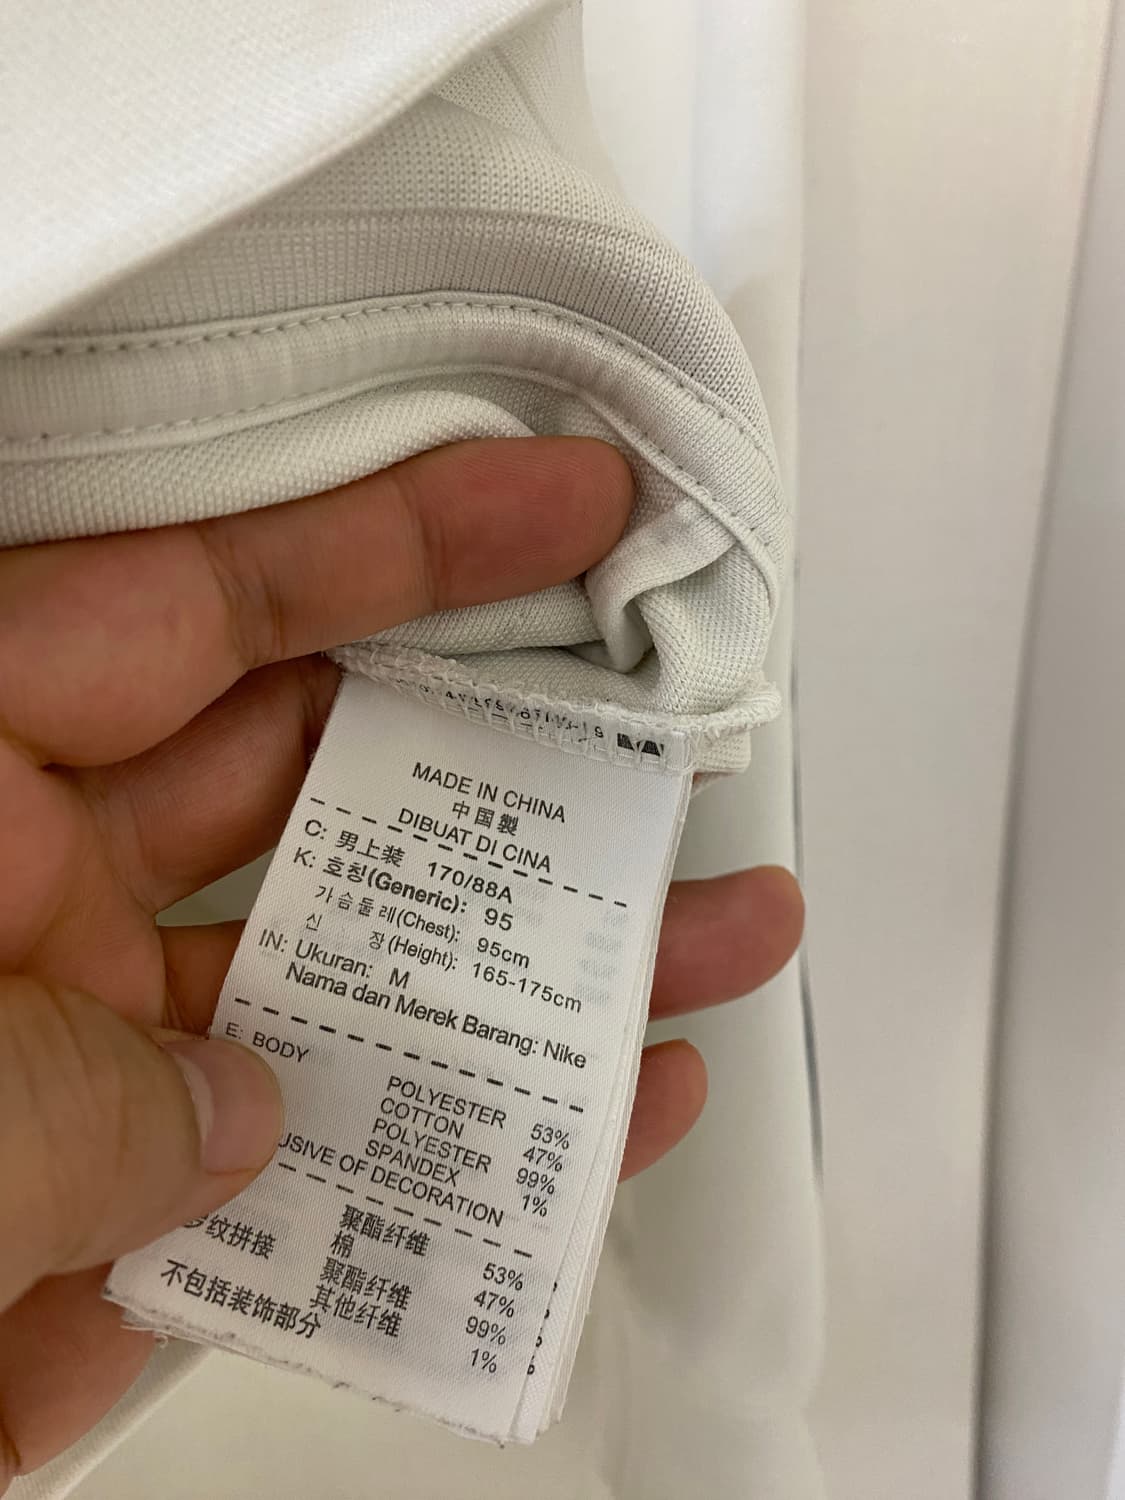 MADE IN CHINA
中国製
DIBUAT DI CINA
C: 男上装 170/88A
K: 호칭(Generic): 95
가슴둘레(Chest): 95cm
신 장(Height): 165-175cm
IN: Ukuran: M
Nama dan Merek Barang: Nike
E: BODY
POLYESTER 53%
COTTON 47%
POLYESTER 99%
SPANDEX 1%
OF DECORATION
聚酯纤维 53%
棉 47%
纹拼接 聚酯纤维 99%
其他纤维 1%
不包括装饰部分